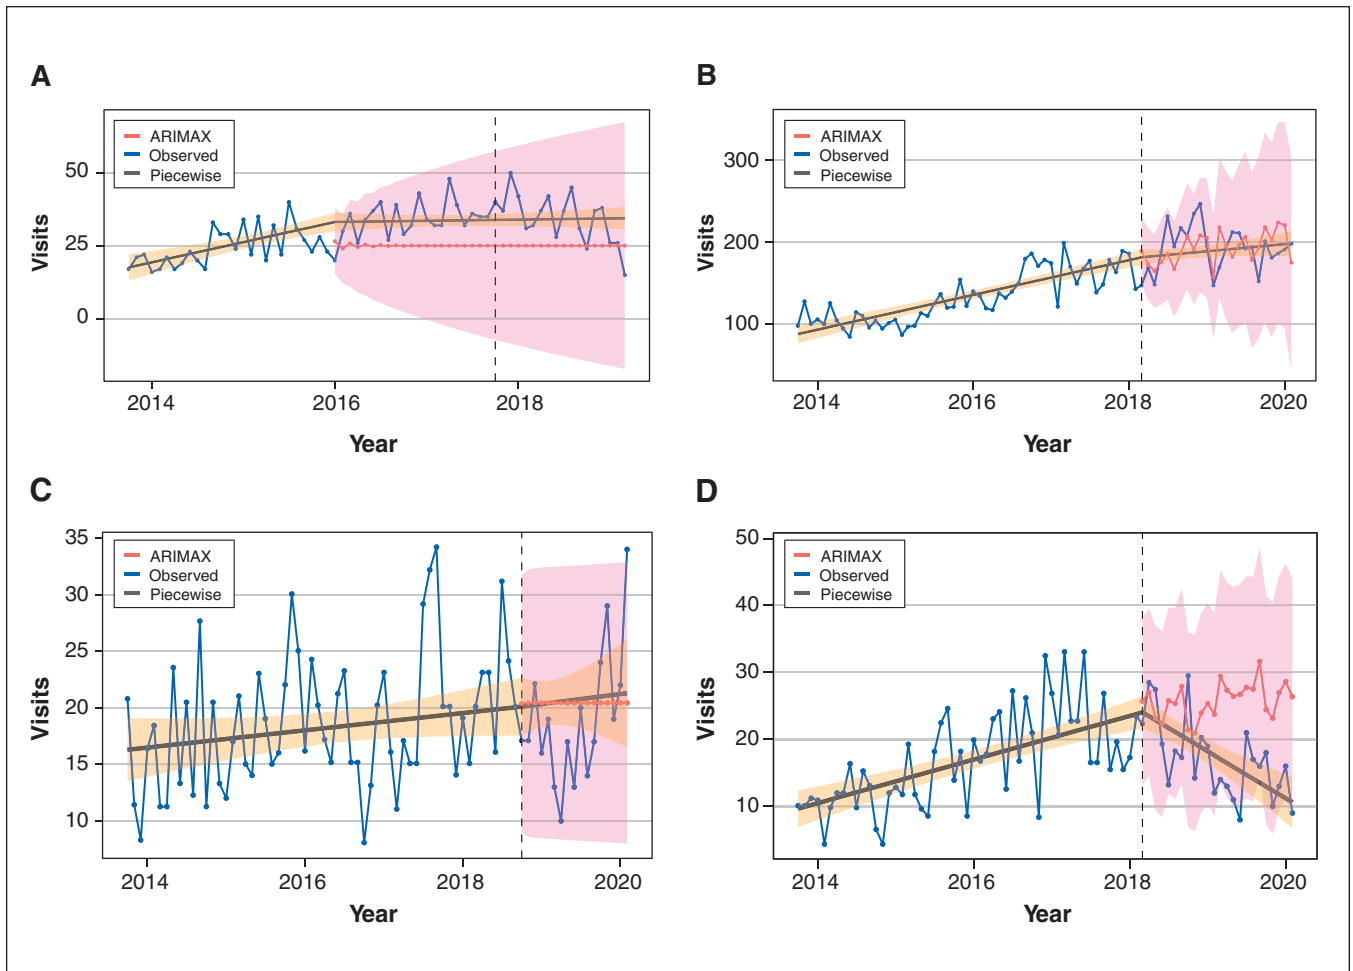 A
ARIMAX
Observed
Piecewise
50
25
0
Visits
2014
2016
2018
Year
B
ARIMAX
Observed
Piecewise
300
200
100
Visits
2014
2016
2018
2020
Year
C
ARIMAX
Observed
Piecewise
35
30
25
20
15
10
Visits
2014
2016
2018
2020
Year
D
ARIMAX
Observed
Piecewise
50
40
30
20
10
Visits
2014
2016
2018
2020
Year